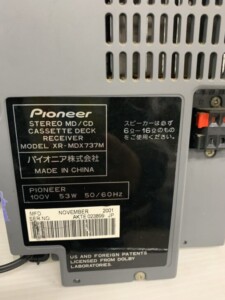 Pioneer
STEREO MD/CD
CASSETTE DECK
RECEIVER
MODEL XR-MDX737M
パイオニア株式会社
MADE IN CHINA
スピーカーは必ず
6Ω~16Ωのもの
をご使用ください。
PIONEER
100V 53W 50/60Hz
MFG. NOVEMBER 2001
SER NO.
US AND FOREIGN PATENTS
LICENSED FROM DOLBY
LABORATORIES.